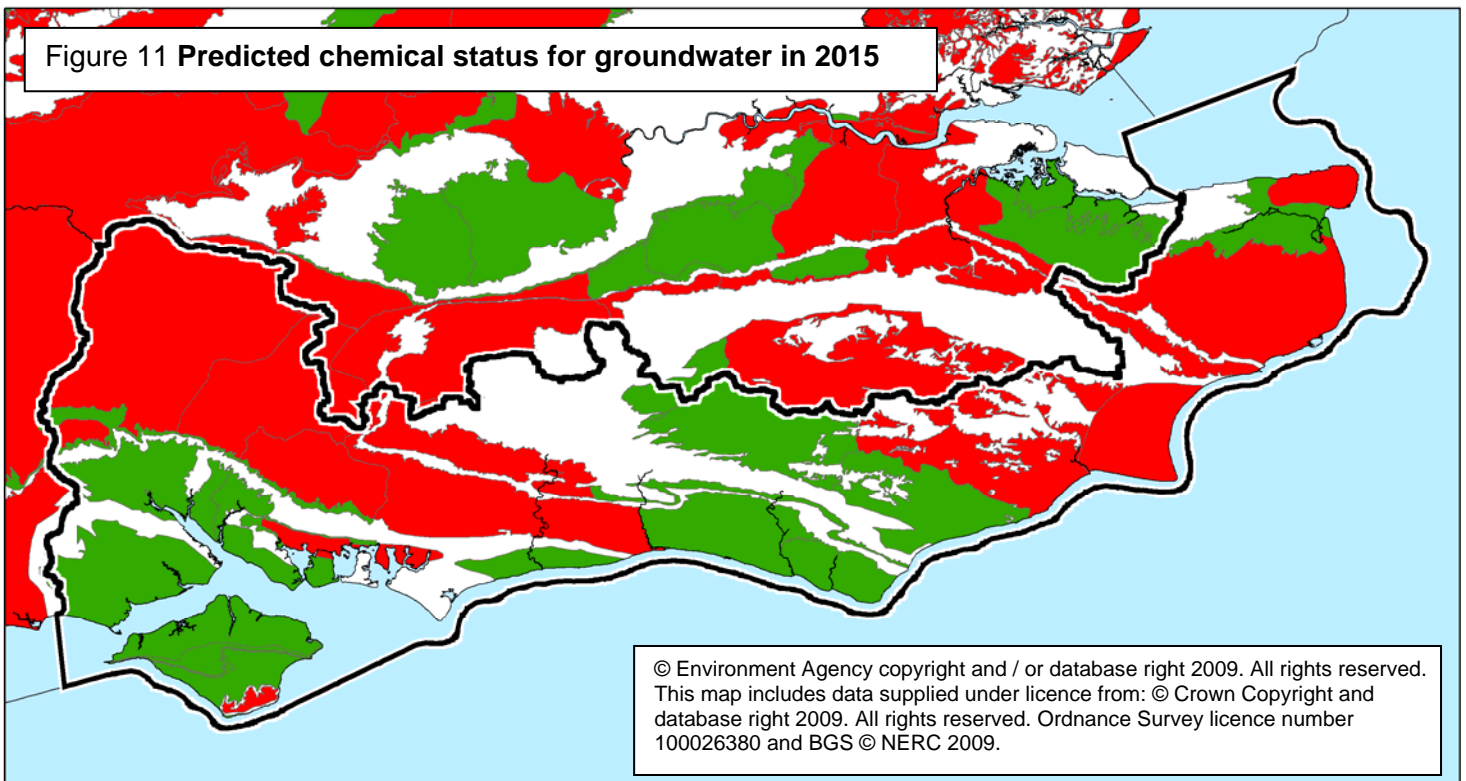 Figure 11 Predicted chemical status for groundwater in 2015
© Environment Agency copyright and / or database right 2009. All rights reserved.
This map includes data supplied under licence from: © Crown Copyright and
database right 2009. All rights reserved. Ordnance Survey licence number
100026380 and BGS © NERC 2009.